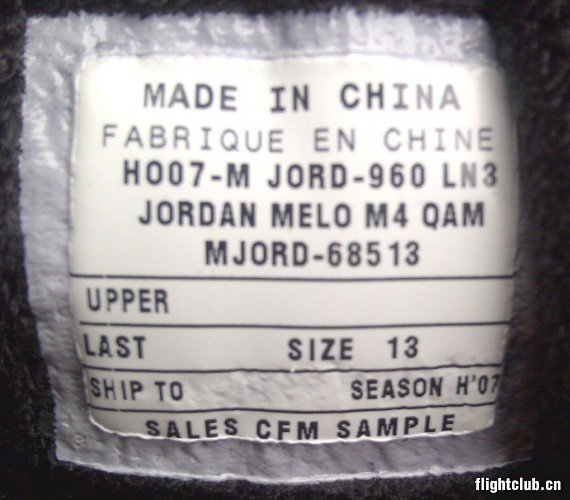 MADE IN CHINA
FABRIQUE EN CHINE
HO07-M JORD-960 LN3
JORDAN MELO M4 QAM
MJORD-68513
UPPER
LAST SIZE 13
SHIP TO SEASON H'07
SALES CFM SAMPLE
flightclub.cn